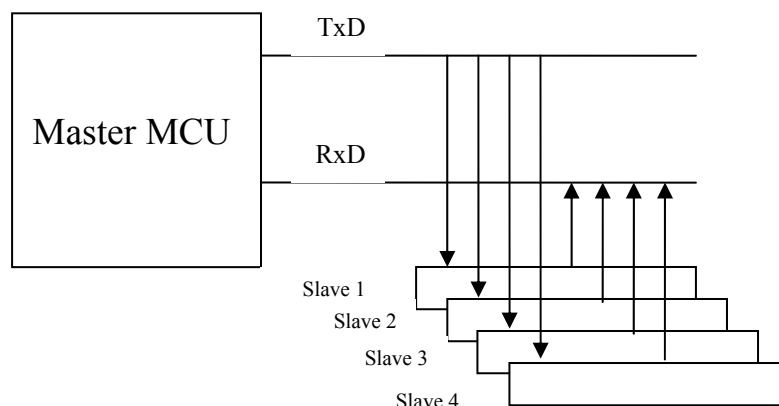 TxD
Master MCU
RxD
Slave 1
Slave 2
Slave 3
Slave 4